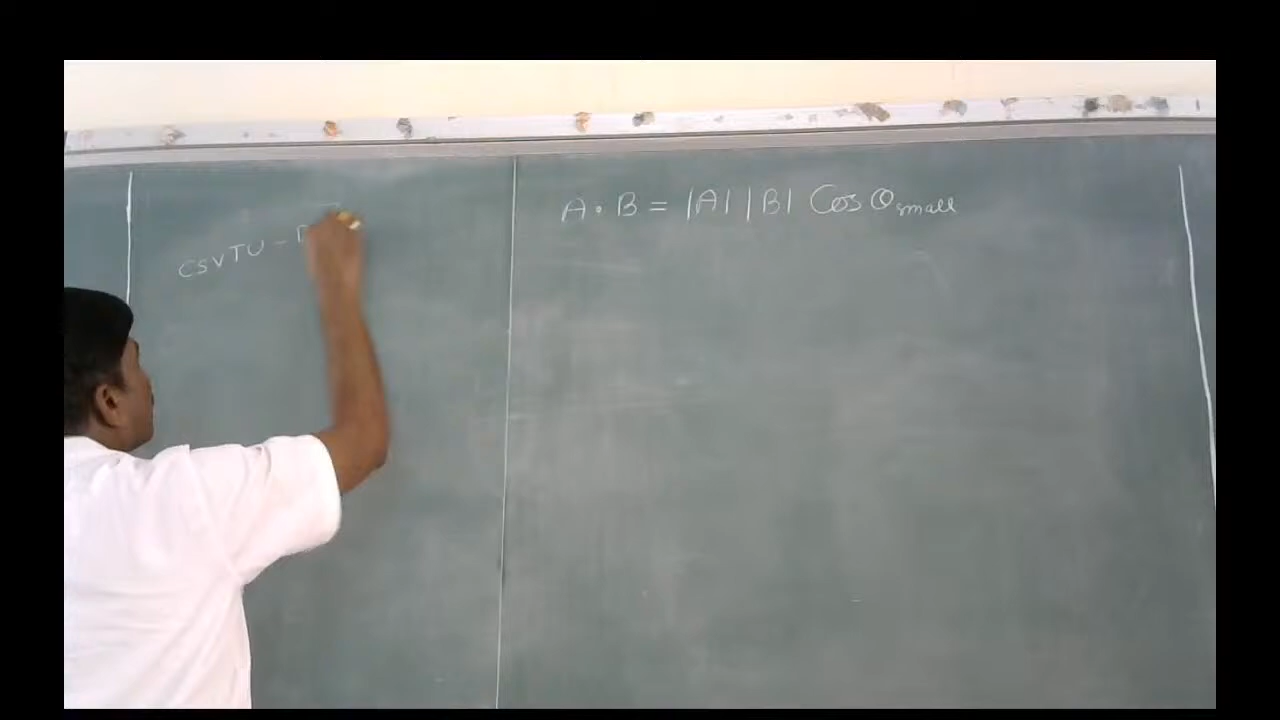 CSVTU -
A • B = |A| |B| Cos θsmall